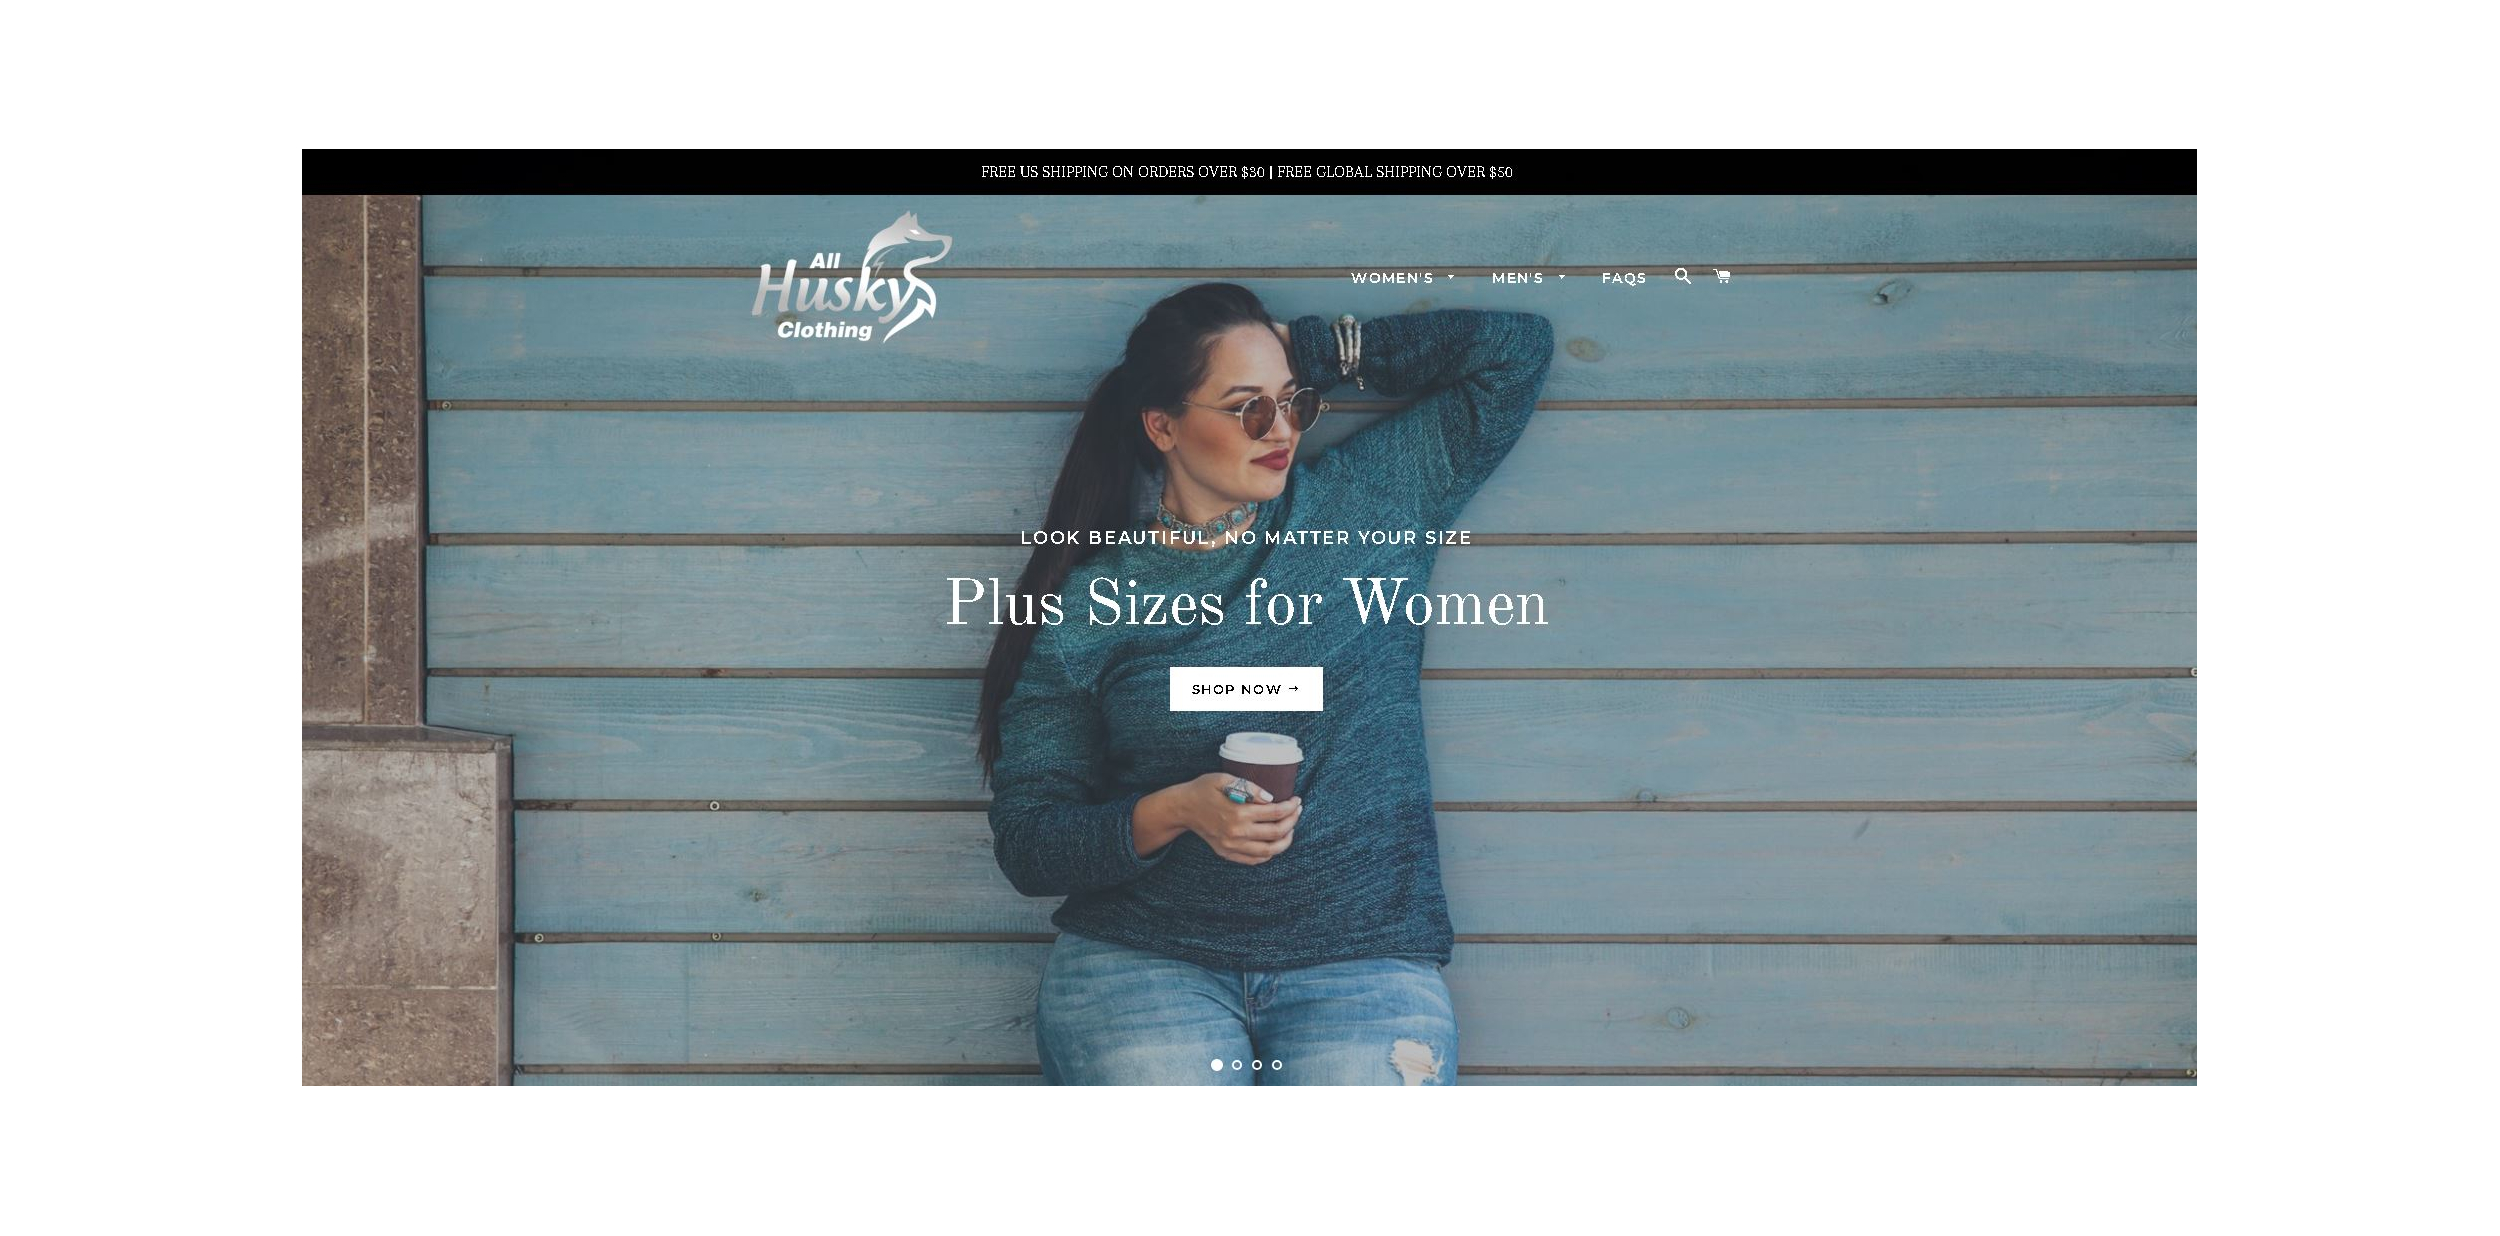 FREE US SHIPPING ON ORDERS OVER $30 | FREE GLOBAL SHIPPING OVER $50
All
Husky
Clothing
WOMEN'S MEN'S FAQS
LOOK BEAUTIFUL, NO MATTER YOUR SIZE
Plus Sizes for Women
SHOP NOW →